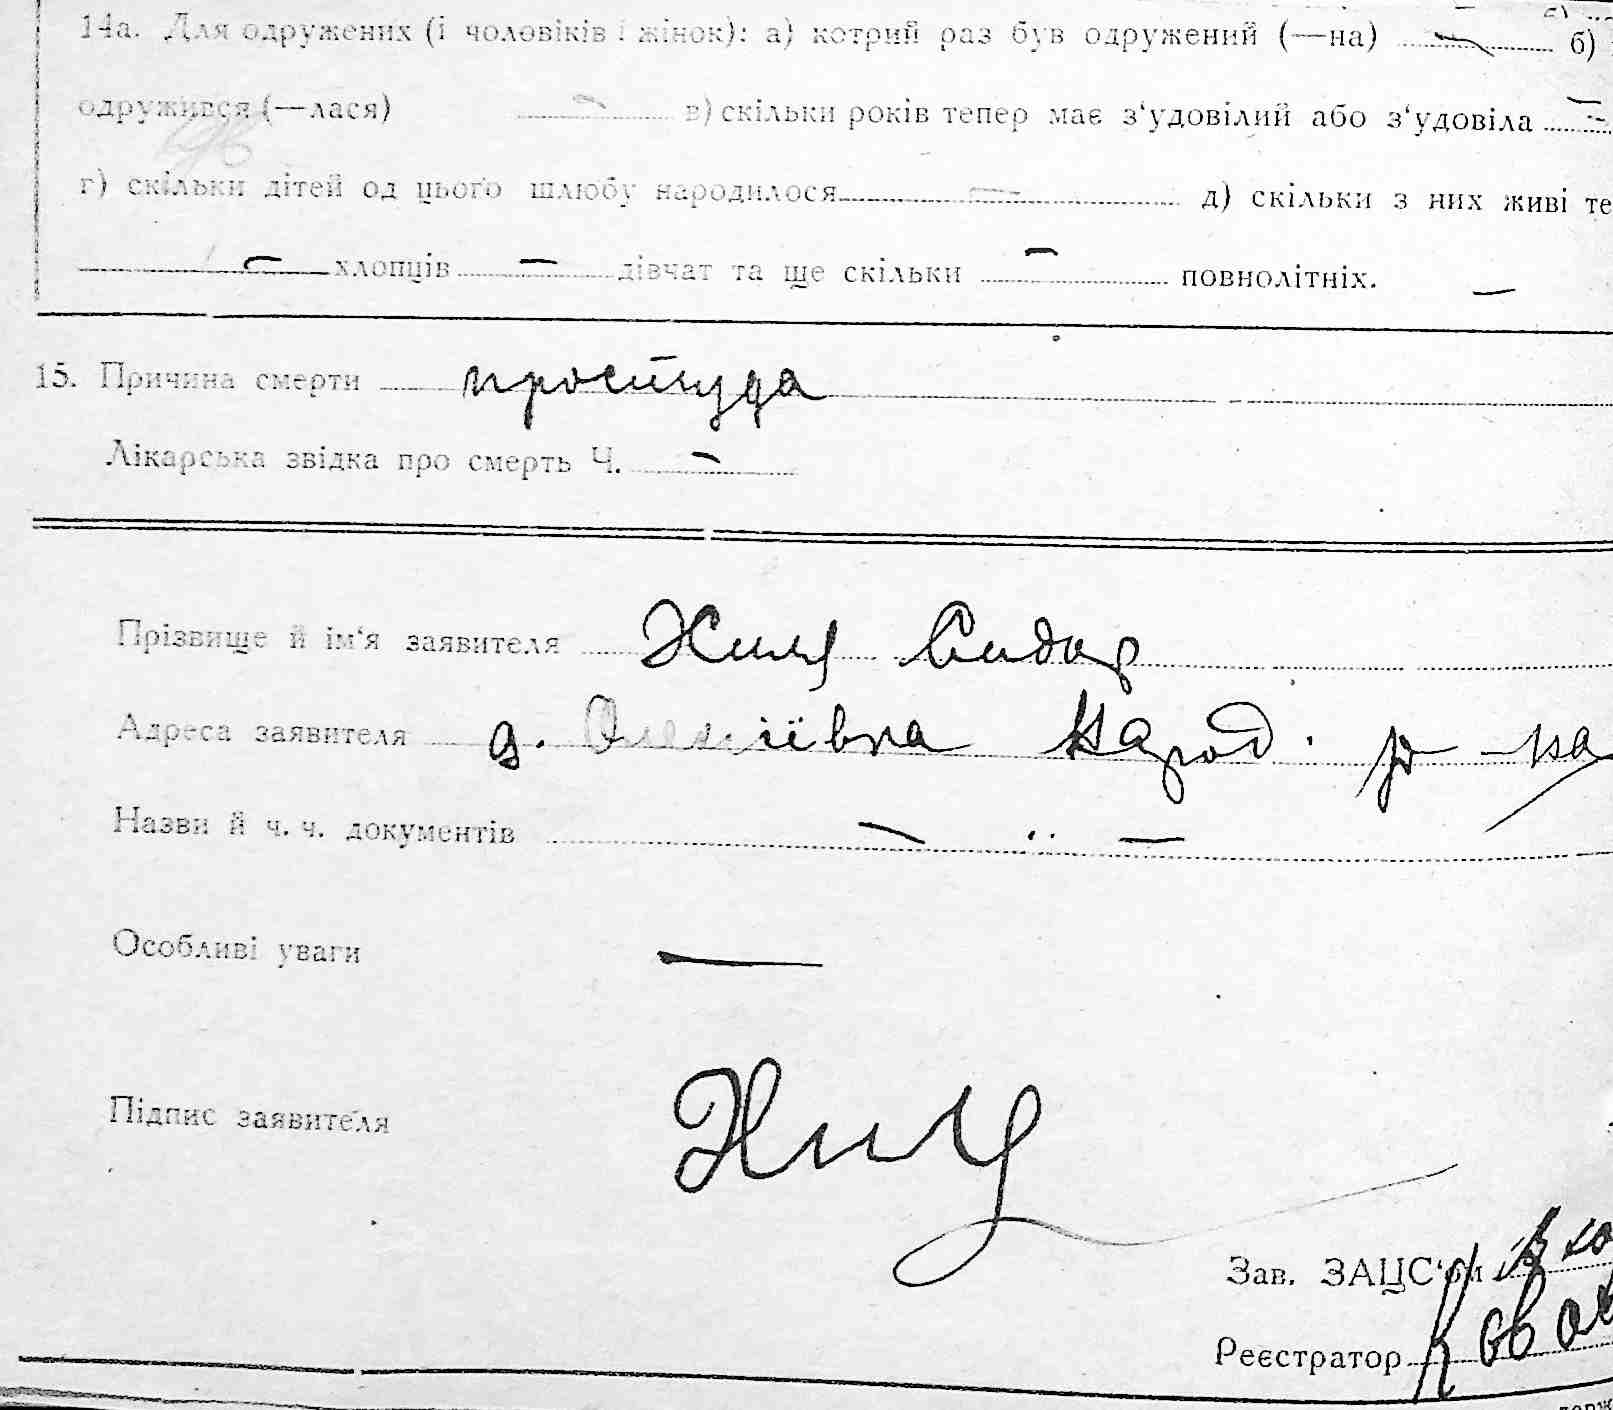 14а. Для одружених (і чоловіків і жінок): а) котрий раз був одружений (—на) — б)
одружився (—лася) — в) скільки років тепер має з‘удовілий або з‘удовіла —
г) скільки дітей од цього шлюбу народилося — д) скільки з них живі те
— хлопців — дівчат та ще скільки — повнолітніх. —
15. Причина смерти простуда
Лікарська звідка про смерть Ч. —
Прізвище й ім‘я заявителя Сидор
Адреса заявителя Народ. р-на
Назви й ч. ч. документів — " —
Особливі уваги —
Підпис заявителя
Зав. ЗАЦС‘ом
Реєстратор Ковал